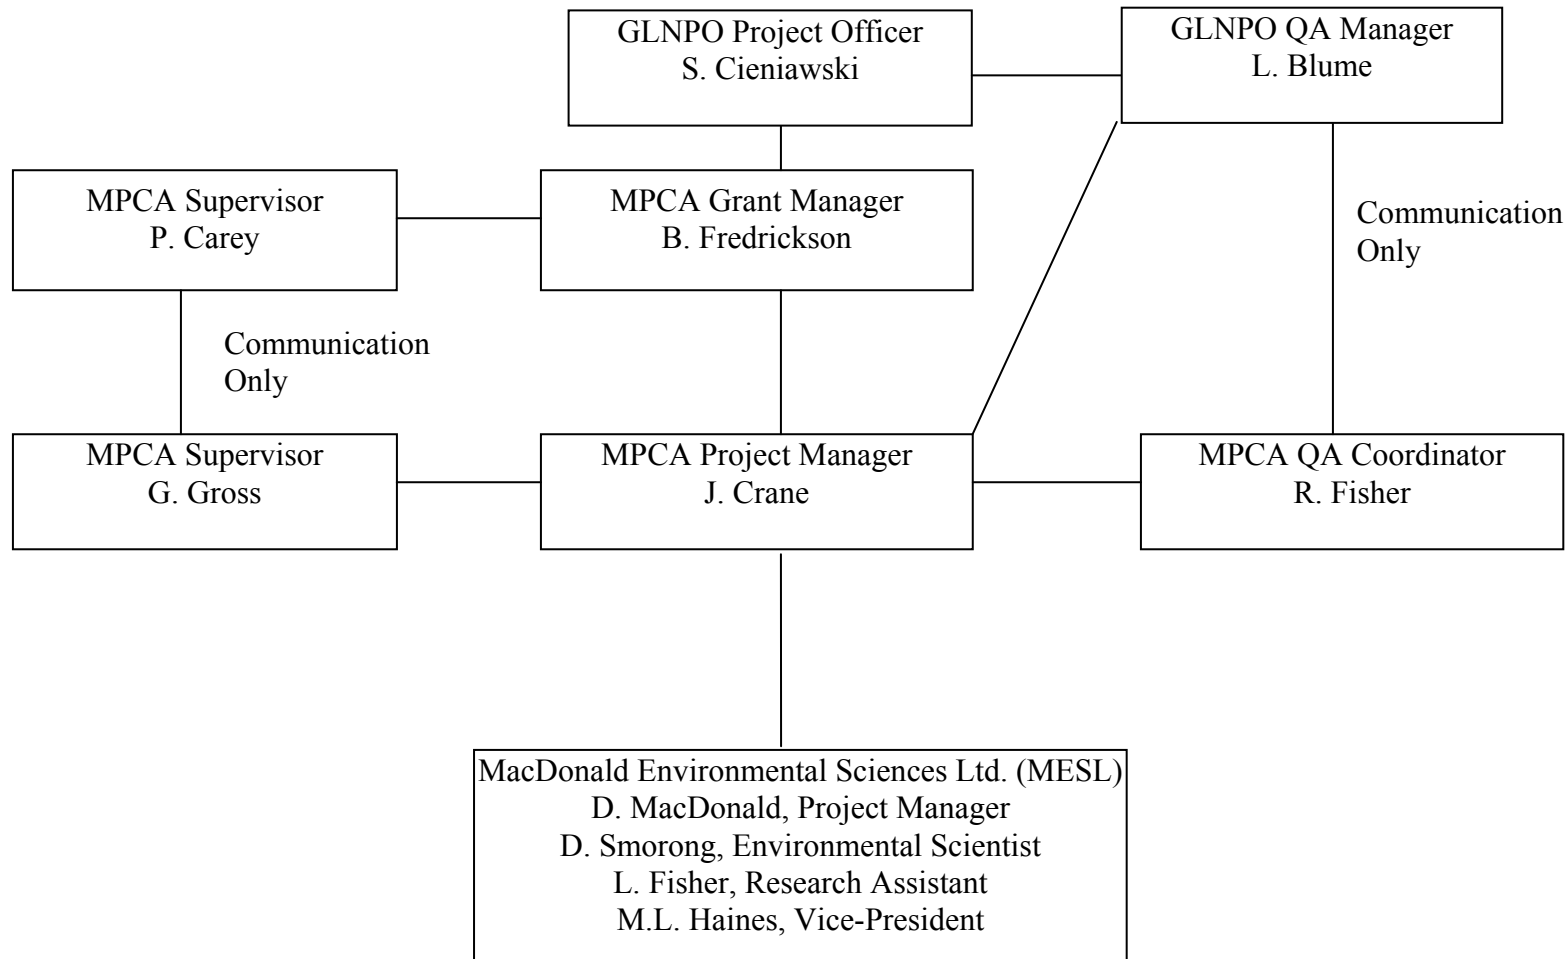 GLNPO Project Officer
S. Cieniawski
GLNPO QA Manager
L. Blume
MPCA Supervisor
P. Carey
MPCA Grant Manager
B. Fredrickson
Communication
Only
Communication
Only
MPCA Supervisor
G. Gross
MPCA Project Manager
J. Crane
MPCA QA Coordinator
R. Fisher
MacDonald Environmental Sciences Ltd. (MESL)
D. MacDonald, Project Manager
D. Smorong, Environmental Scientist
L. Fisher, Research Assistant
M.L. Haines, Vice-President